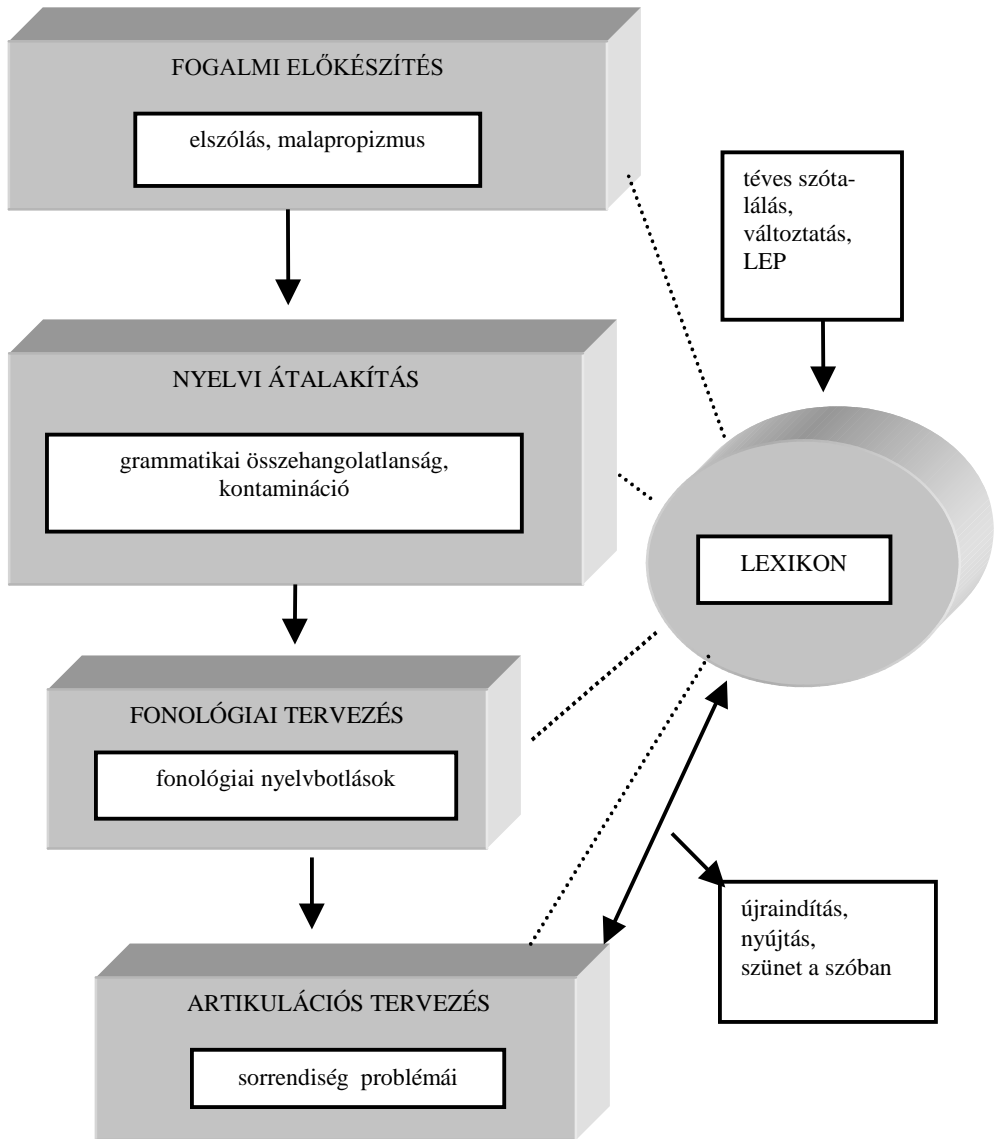 FOGALMI ELŐKÉSZÍTÉS
elszólás, malapropizmus
téves szóta-
lálás,
változtatás,
LEP
NYELVI ÁTALAKÍTÁS
grammatikai összehangolatlanság,
kontamináció
LEXIKON
FONOLÓGIAI TERVEZÉS
fonológiai nyelvbotlások
újraindítás,
nyújtás,
szünet a szóban
ARTIKULÁCIÓS TERVEZÉS
sorrendiség problémái